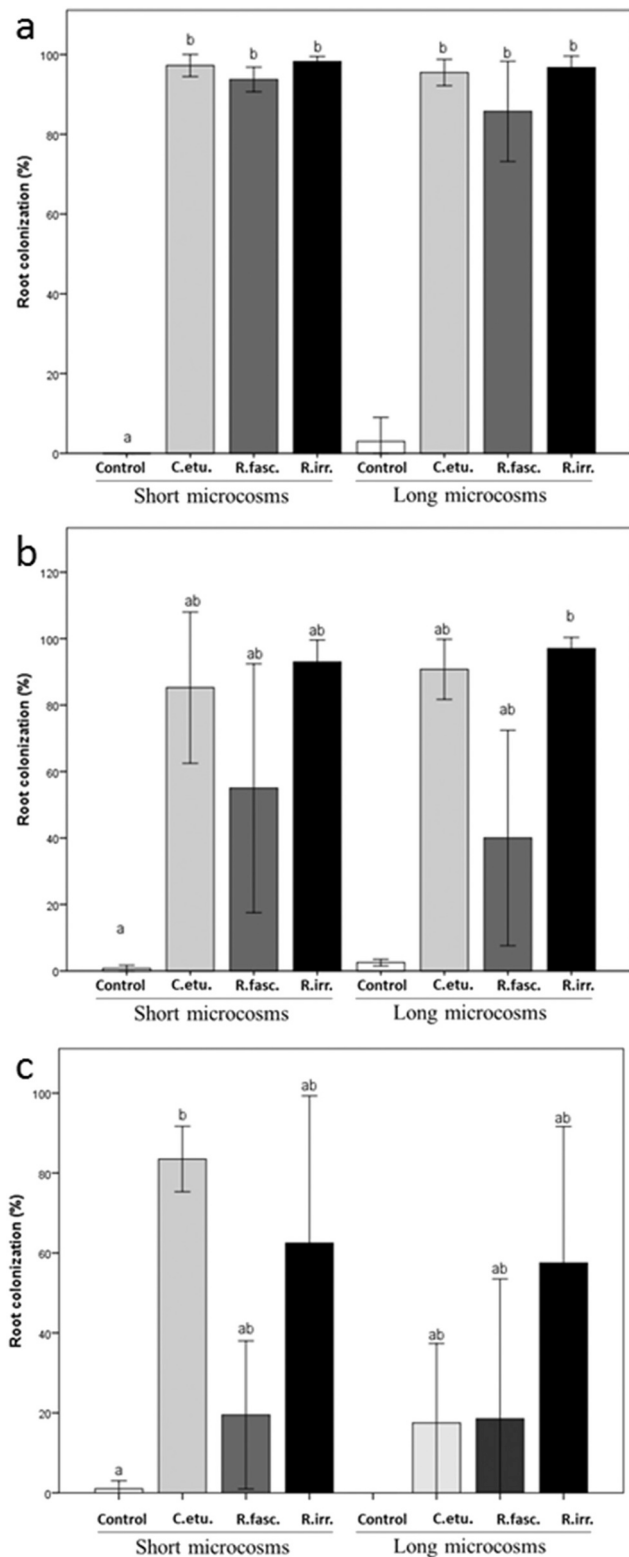 a
Root colonization (%)
100
80
60
40
20
0
a
b
b
b
b
b
b
Control C.etu. R.fasc. R.irr. Control C.etu. R.fasc. R.irr.
Short microcosms Long microcosms
b
Root colonization (%)
120
100
80
60
40
20
0
a
ab
ab
ab
ab
ab
b
Control C.etu. R.fasc. R.irr. Control C.etu. R.fasc. R.irr.
Short microcosms Long microcosms
c
Root colonization (%)
100
80
60
40
20
0
a
b
ab
ab
ab
ab
ab
Control C.etu. R.fasc. R.irr. Control C.etu. R.fasc. R.irr.
Short microcosms Long microcosms